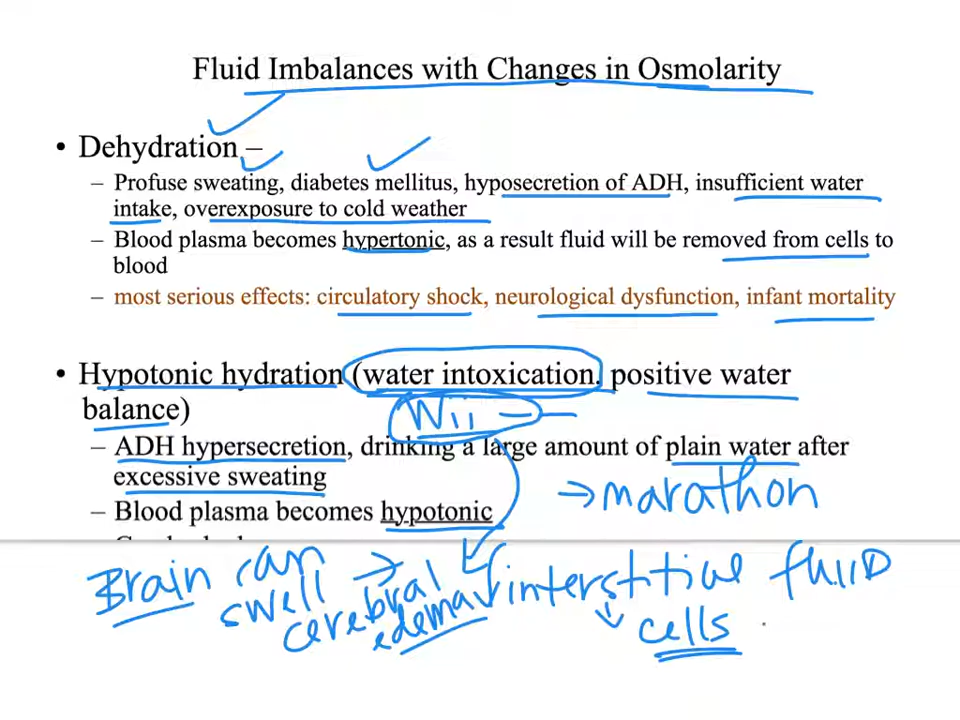 Fluid Imbalances with Changes in Osmolarity
• Dehydration –
– Profuse sweating, diabetes mellitus, hyposecretion of ADH, insufficient water
intake, overexposure to cold weather
– Blood plasma becomes hypertonic, as a result fluid will be removed from cells to
blood
– most serious effects: circulatory shock, neurological dysfunction, infant mortality
• Hypotonic hydration (water intoxication, positive water
balance)
Wii
– ADH hypersecretion, drinking a large amount of plain water after
excessive sweating
→ marathon
– Blood plasma becomes hypotonic
Brain can swell → cerebral edema
interstitial fluid
↓ cells